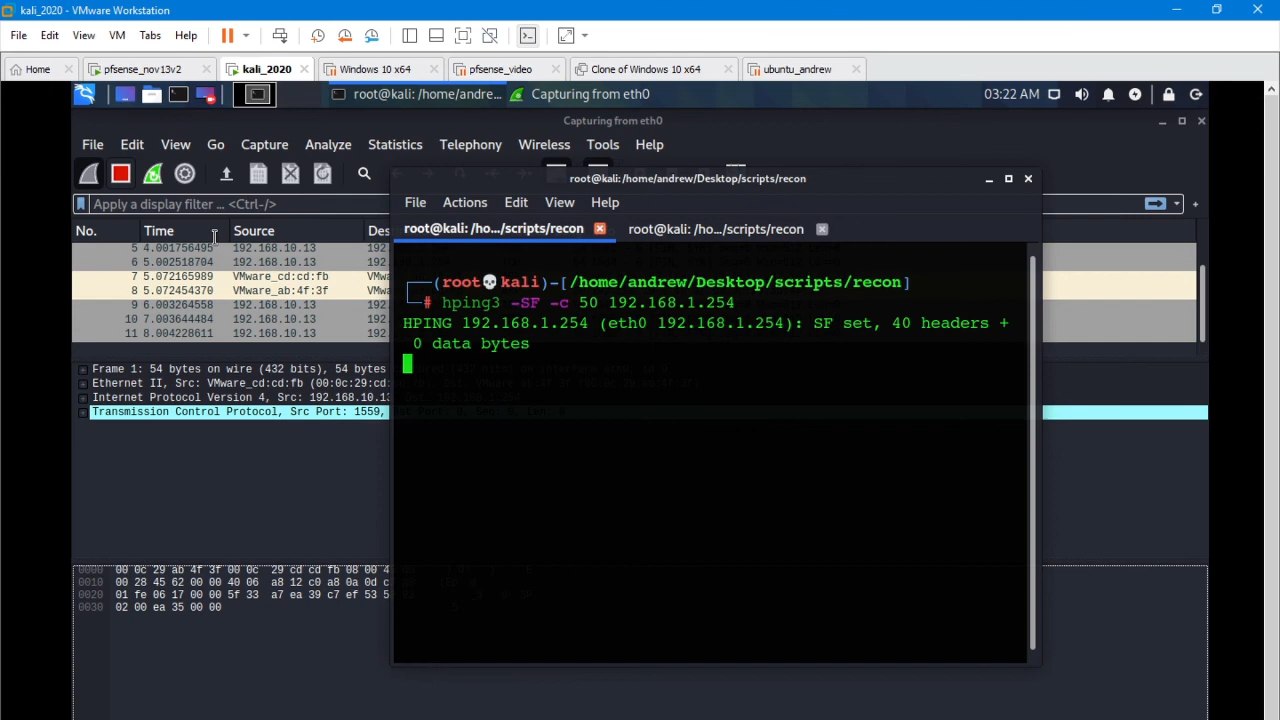 kali_2020 - VMware Workstation
File Edit View VM Tabs Help
Home pfsense_nov13v2 kali_2020 Windows 10 x64 pfsense_video Clone of Windows 10 x64 ubuntu_andrew
root@kali: /home/andre... Capturing from eth0 03:22 AM
Capturing from eth0
File Edit View Go Capture Analyze Statistics Telephony Wireless Tools Help
Apply a display filter ... <Ctrl-/>
No. Time Source Des
5 4.001756495 192.168.10.13 192.
6 5.002518704 192.168.10.13 192.
7 5.072165989 VMware_cd:cd:fb VMwa
8 5.072454370 VMware_ab:4f:3f VMwa
9 6.003264558 192.168.10.13 192.
10 7.003644484 192.168.10.13 192.
11 8.004228611 192.168.10.13 192.
Frame 1: 54 bytes on wire (432 bits), 54 bytes
Ethernet II, Src: VMware_cd:cd:fb (00:0c:29:cd
Internet Protocol Version 4, Src: 192.168.10.13
Transmission Control Protocol, Src Port: 1559,
0000 00 0c 29 ab 4f 3f 00 0c 29 cd cd fb 08 00 4
0010 00 28 45 62 00 00 40 06 a8 12 c0 a8 0a 0d c
0020 01 fe 06 17 00 00 5f 33 a7 ea 39 c7 ef 53 5
0030 02 00 ea 35 00 00
root@kali: /home/andrew/Desktop/scripts/recon
File Actions Edit View Help
root@kali: /ho.../scripts/recon root@kali: /ho.../scripts/recon
(root💀kali)-[/home/andrew/Desktop/scripts/recon]
# hping3 -SF -c 50 192.168.1.254
HPING 192.168.1.254 (eth0 192.168.1.254): SF set, 40 headers +
0 data bytes